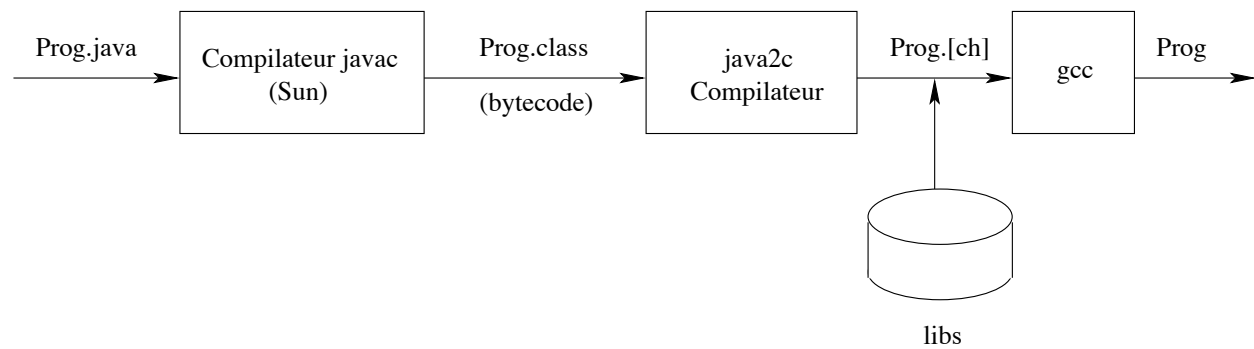 Prog.java
Compilateur javac
(Sun)
Prog.class
(bytecode)
java2c
Compilateur
Prog.[ch]
gcc
Prog
libs